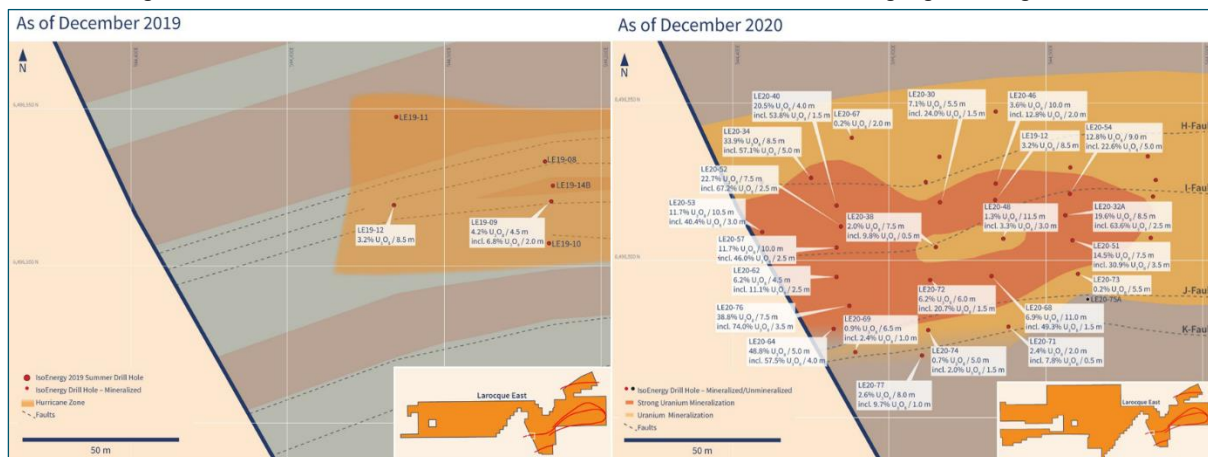 As of December 2019
N
LE19-11
LE19-08
LE19-14B
LE19-09
4.2% U3O8 / 4.5 m
incl. 6.8% U3O8 / 2.0 m
LE19-12
3.2% U3O8 / 8.5 m
LE19-10
IsoEnergy 2019 Summer Drill Hole
IsoEnergy Drill Hole – Mineralized
Hurricane Zone
Faults
50 m
Larocque East
As of December 2020
N
LE20-40
20.5% U3O8 / 4.0 m
incl. 53.8% U3O8 / 1.5 m
LE20-67
0.2% U3O8 / 2.0 m
LE20-30
7.1% U3O8 / 5.5 m
incl. 24.0% U3O8 / 1.5 m
LE20-46
3.6% U3O8 / 10.0 m
incl. 12.8% U3O8 / 2.0 m
LE19-12
3.2% U3O8 / 8.5 m
LE20-54
12.8% U3O8 / 9.0 m
incl. 22.6% U3O8 / 5.0 m
H-Fault
LE20-34
33.9% U3O8 / 8.5 m
incl. 57.1% U3O8 / 5.0 m
LE20-52
22.7% U3O8 / 7.5 m
incl. 67.2% U3O8 / 2.5 m
I-Fault
LE20-53
11.7% U3O8 / 10.5 m
incl. 40.4% U3O8 / 3.0 m
LE20-38
2.0% U3O8 / 7.5 m
incl. 9.8% U3O8 / 0.5 m
LE20-48
1.3% U3O8 / 11.5 m
incl. 3.3% U3O8 / 3.0 m
LE20-32A
19.6% U3O8 / 8.5 m
incl. 63.6% U3O8 / 2.5 m
LE20-57
11.7% U3O8 / 10.0 m
incl. 46.0% U3O8 / 2.5 m
LE20-51
14.5% U3O8 / 7.5 m
incl. 30.9% U3O8 / 3.5 m
LE20-62
6.2% U3O8 / 4.5 m
incl. 11.1% U3O8 / 2.5 m
LE20-72
6.2% U3O8 / 6.0 m
incl. 20.7% U3O8 / 1.5 m
LE20-73
0.2% U3O8 / 5.5 m
J-Fault
LE20-75A
LE20-76
38.8% U3O8 / 7.5 m
incl. 74.0% U3O8 / 3.5 m
LE20-68
6.9% U3O8 / 11.0 m
incl. 49.3% U3O8 / 1.5 m
K-Fault
LE20-69
0.9% U3O8 / 6.5 m
incl. 2.4% U3O8 / 1.0 m
LE20-64
48.8% U3O8 / 5.0 m
incl. 57.5% U3O8 / 4.0 m
LE20-74
0.7% U3O8 / 5.0 m
incl. 2.0% U3O8 / 1.5 m
LE20-71
2.4% U3O8 / 2.0 m
incl. 7.8% U3O8 / 0.5 m
LE20-77
2.6% U3O8 / 8.0 m
incl. 9.7% U3O8 / 1.0 m
IsoEnergy Drill Hole – Mineralized/Unmineralized
Strong Uranium Mineralization
Uranium Mineralization
Faults
50 m
Larocque East